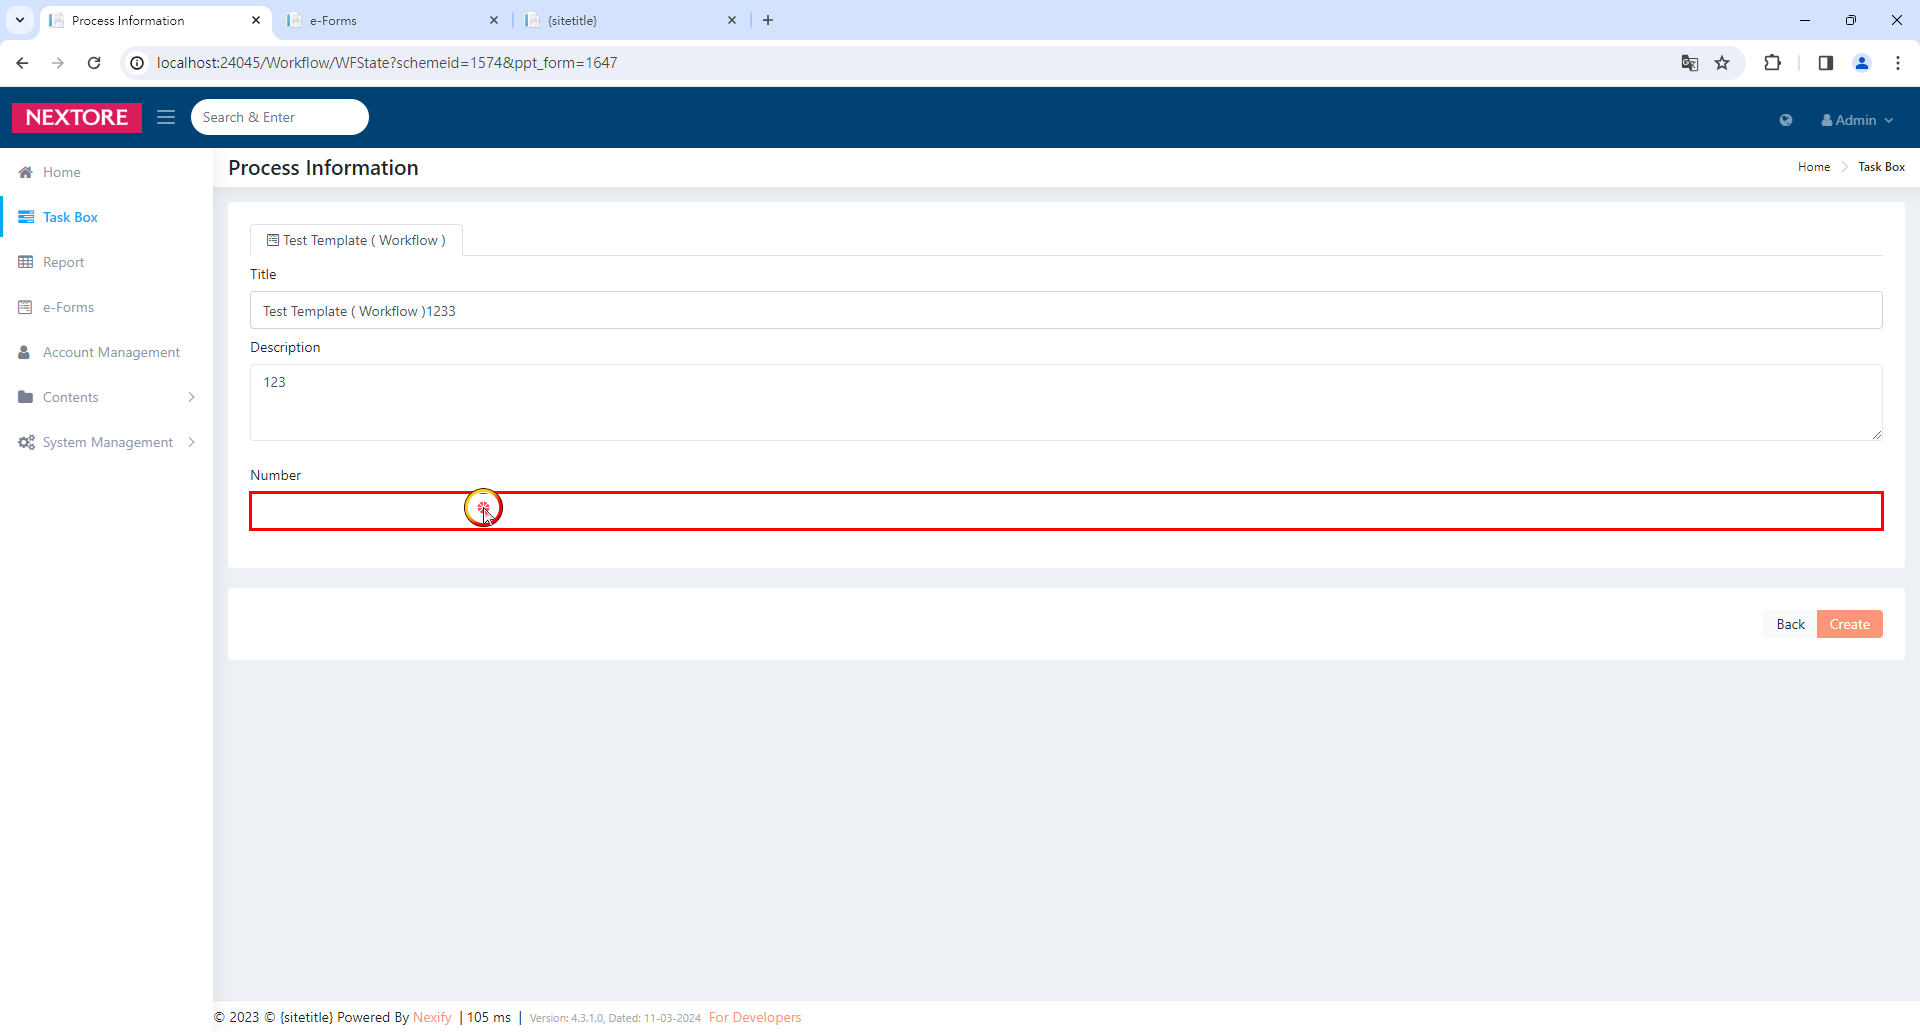 Process Information
e-Forms
{sitetitle}
localhost:24045/Workflow/WFState?schemeid=1574&ppt_form=1647
NEXTORE
Search & Enter
Admin
Home
Task Box
Report
e-Forms
Account Management
Contents
System Management
Process Information
Home
Task Box
Test Template ( Workflow )
Title
Test Template ( Workflow )1233
Description
123
Number
Back
Create
© 2023 © {sitetitle} Powered By Nexify | 105 ms | Version: 4.3.1.0, Dated: 11-03-2024 For Developers